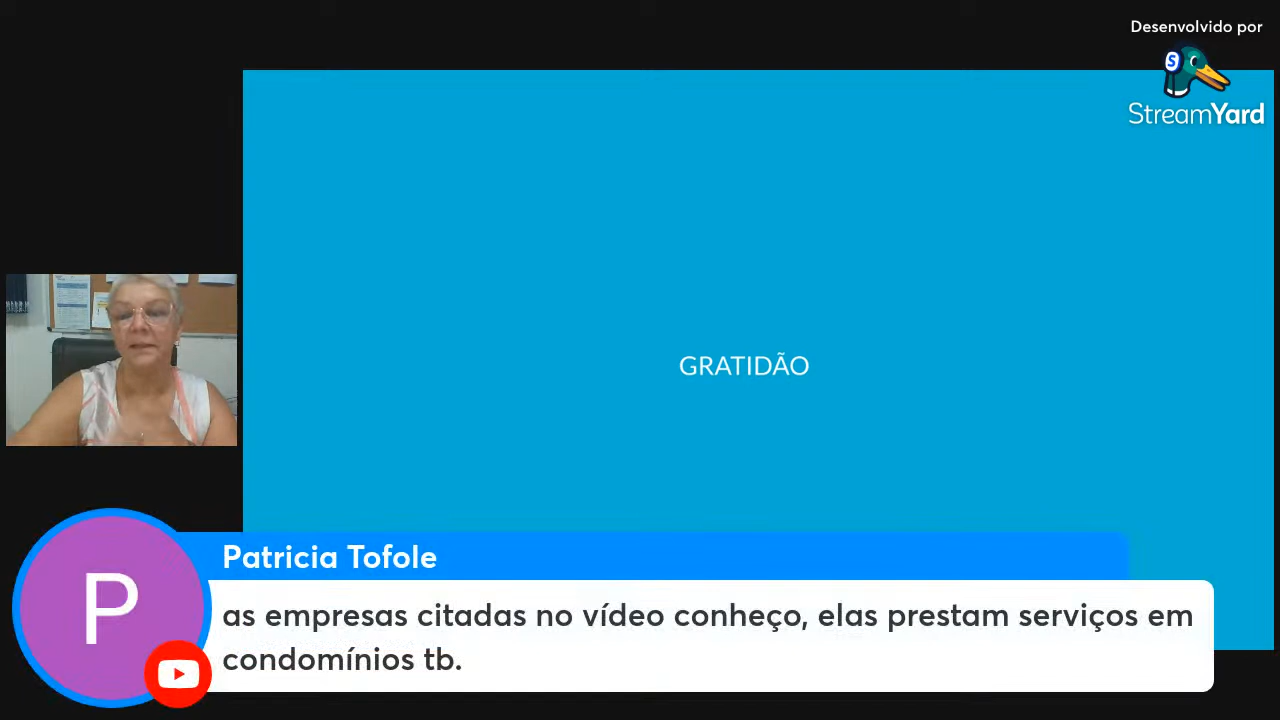 Desenvolvido por
StreamYard
GRATIDÃO
Patricia Tofole
P
as empresas citadas no vídeo conheço, elas prestam serviços em
condomínios tb.